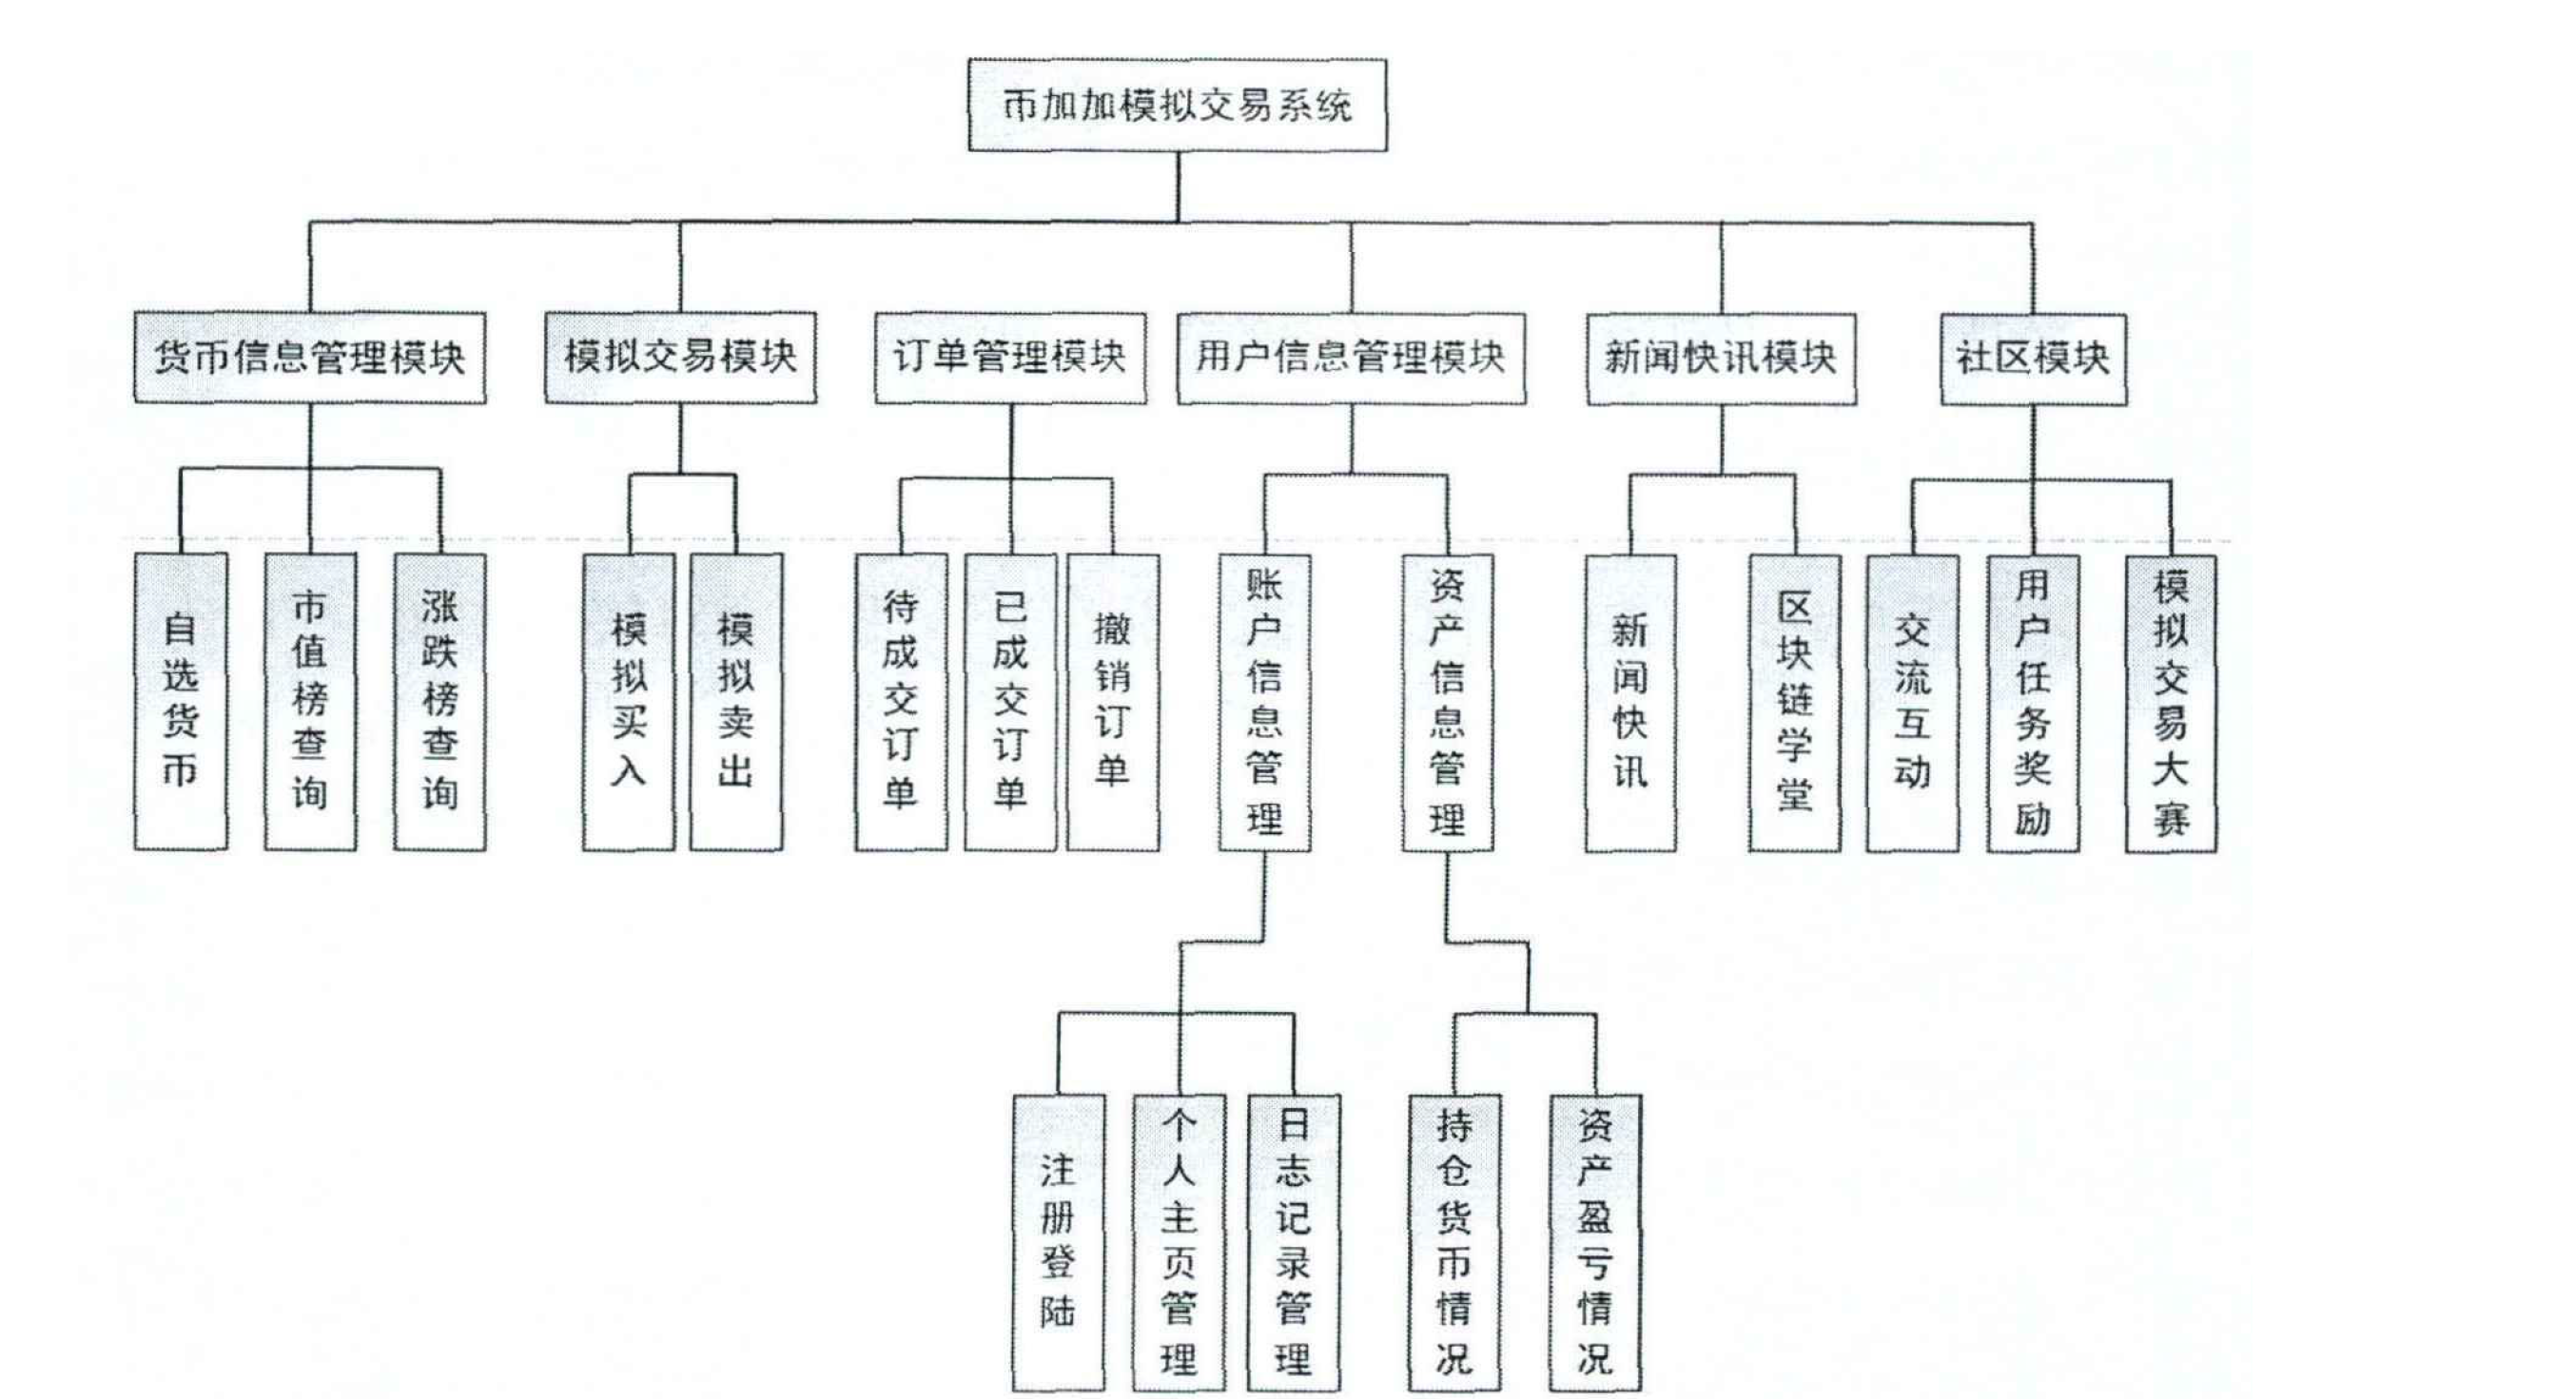 币加加模拟交易系统
货币信息管理模块
模拟交易模块
订单管理模块
用户信息管理模块
新闻快讯模块
社区模块
自选货币
市值榜查询
涨跌榜查询
模拟买入
模拟卖出
待成交订单
已成交订单
撤销订单
账户信息管理
资产信息管理
新闻快讯
区块链学堂
交流互动
用户任务奖励
模拟交易大赛
注册登陆
个人主页管理
日志记录管理
持仓货币情况
资产盈亏情况